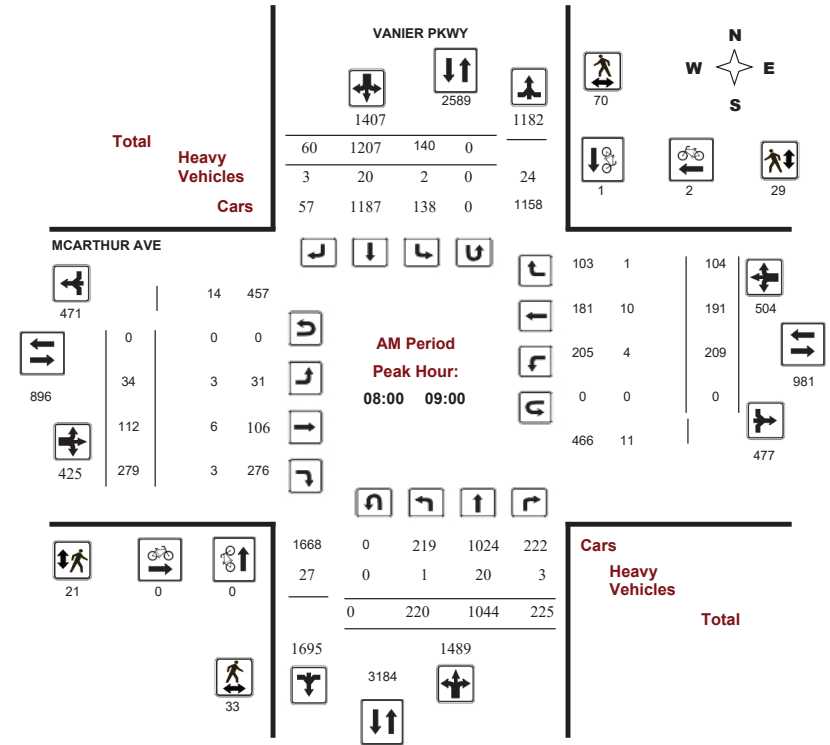 VANIER PKWY
N
W E
S
2589
70
1407 1182
Total 60 1207 140 0
Heavy
Vehicles 3 20 2 0 24
Cars 57 1187 138 0 1158
1 2 29
MCARTHUR AVE
471 14 457
103 1 104
504
181 10 191
896 0 0 0
AM Period
205 4 209
981
34 3 31
Peak Hour:
08:00 09:00
0 0 0
112 6 106
466 11 477
425 279 3 276
1668 0 219 1024 222 Cars
27 0 1 20 3 Heavy
Vehicles
0 220 1044 225 Total
21 0 0
1695 1489
3184
33